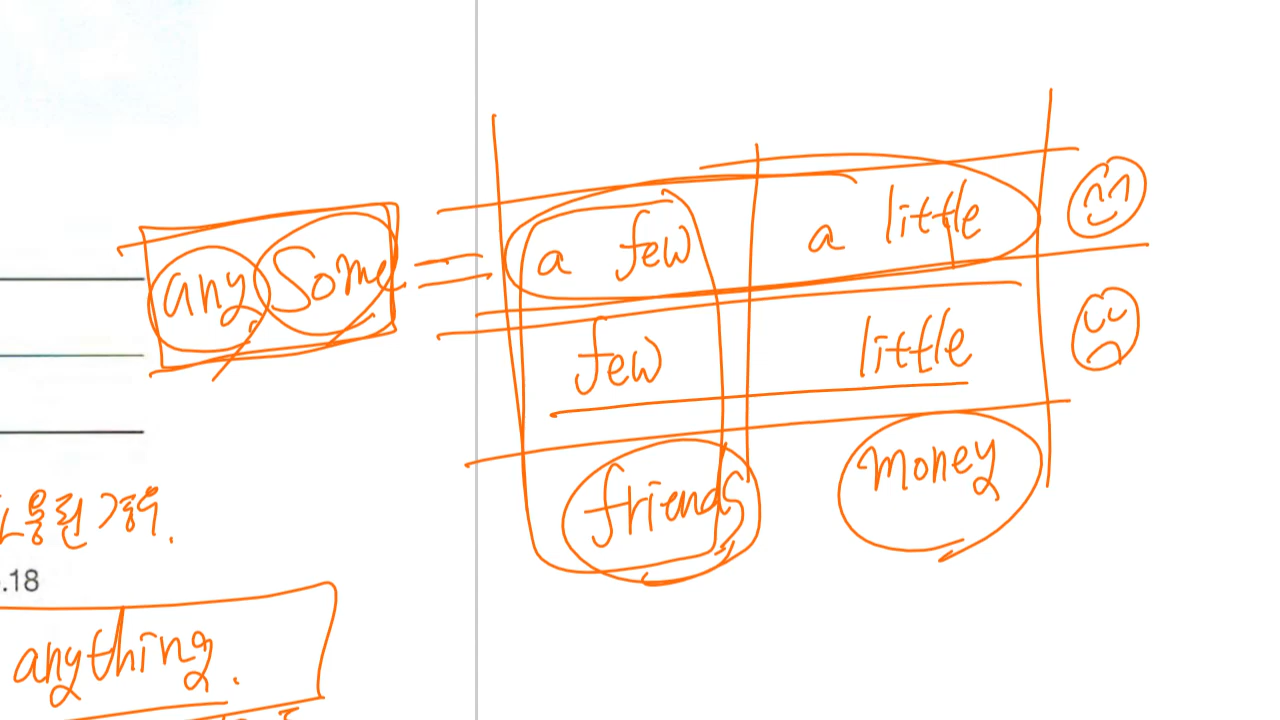 any Some = a few a little
few little
friends money
.18
anything.